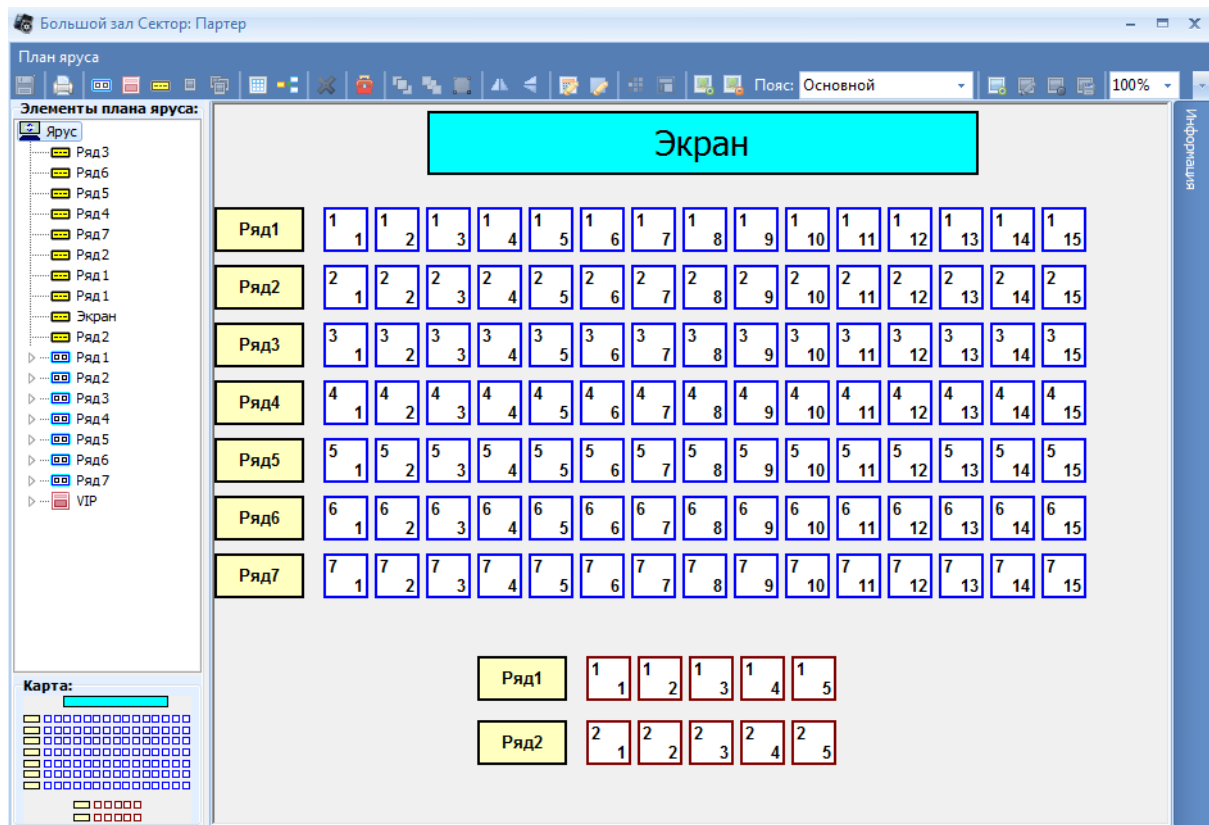 Большой зал Сектор: Партер
План яруса
Пояс: Основной 100%
Элементы плана яруса:
Ярус
Ряд3
Ряд6
Ряд5
Ряд4
Ряд7
Ряд2
Ряд1
Ряд1
Экран
Ряд2
Ряд1
Ряд2
Ряд3
Ряд4
Ряд5
Ряд6
Ряд7
VIP
Карта:
Экран
Ряд1 1 1 1 2 1 3 1 4 1 5 1 6 1 7 1 8 1 9 1 10 1 11 1 12 1 13 1 14 1 15
Ряд2 2 1 2 2 2 3 2 4 2 5 2 6 2 7 2 8 2 9 2 10 2 11 2 12 2 13 2 14 2 15
Ряд3 3 1 3 2 3 3 3 4 3 5 3 6 3 7 3 8 3 9 3 10 3 11 3 12 3 13 3 14 3 15
Ряд4 4 1 4 2 4 3 4 4 4 5 4 6 4 7 4 8 4 9 4 10 4 11 4 12 4 13 4 14 4 15
Ряд5 5 1 5 2 5 3 5 4 5 5 5 6 5 7 5 8 5 9 5 10 5 11 5 12 5 13 5 14 5 15
Ряд6 6 1 6 2 6 3 6 4 6 5 6 6 6 7 6 8 6 9 6 10 6 11 6 12 6 13 6 14 6 15
Ряд7 7 1 7 2 7 3 7 4 7 5 7 6 7 7 7 8 7 9 7 10 7 11 7 12 7 13 7 14 7 15
Ряд1 1 1 1 2 1 3 1 4 1 5
Ряд2 2 1 2 2 2 3 2 4 2 5
Информация